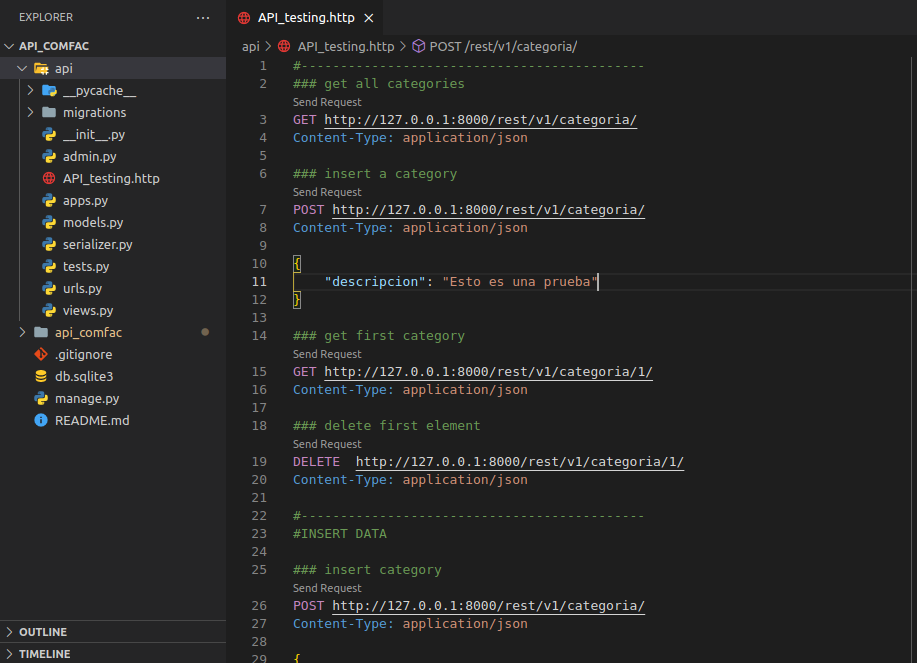 EXPLORER
API_COMFAC
api
__pycache__
migrations
__init__.py
admin.py
API_testing.http
apps.py
models.py
serializer.py
tests.py
urls.py
views.py
api_comfac
.gitignore
db.sqlite3
manage.py
README.md
OUTLINE
TIMELINE
API_testing.http
api > API_testing.http > POST /rest/v1/categoria/
1 #--------------------------------------------
2 ### get all categories
Send Request
3 GET http://127.0.0.1:8000/rest/v1/categoria/
4 Content-Type: application/json
5
6 ### insert a category
Send Request
7 POST http://127.0.0.1:8000/rest/v1/categoria/
8 Content-Type: application/json
9
10 {
11 "descripcion": "Esto es una prueba"
12 }
13
14 ### get first category
Send Request
15 GET http://127.0.0.1:8000/rest/v1/categoria/1/
16 Content-Type: application/json
17
18 ### delete first element
Send Request
19 DELETE  http://127.0.0.1:8000/rest/v1/categoria/1/
20 Content-Type: application/json
21
22 #--------------------------------------------
23 #INSERT DATA
24
25 ### insert category
Send Request
26 POST http://127.0.0.1:8000/rest/v1/categoria/
27 Content-Type: application/json
28
29 {